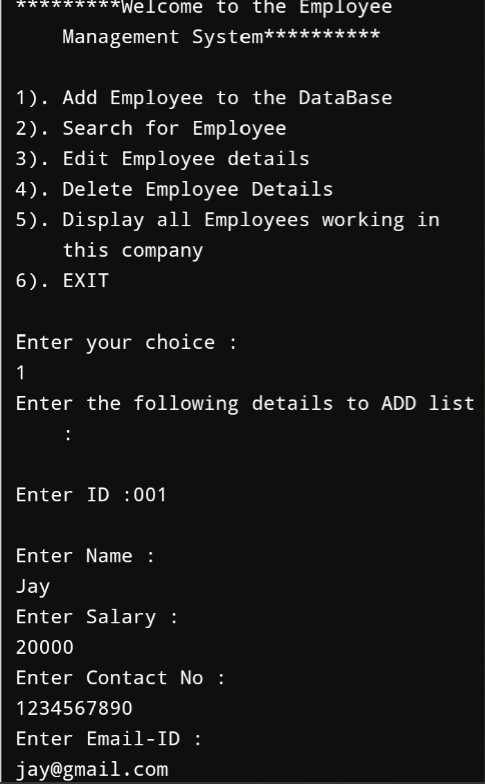 *********Welcome to the Employee
Management System**********
1). Add Employee to the DataBase
2). Search for Employee
3). Edit Employee details
4). Delete Employee Details
5). Display all Employees working in
this company
6). EXIT
Enter your choice :
1
Enter the following details to ADD list
:
Enter ID :001
Enter Name :
Jay
Enter Salary :
20000
Enter Contact No :
1234567890
Enter Email-ID :
jay@gmail.com